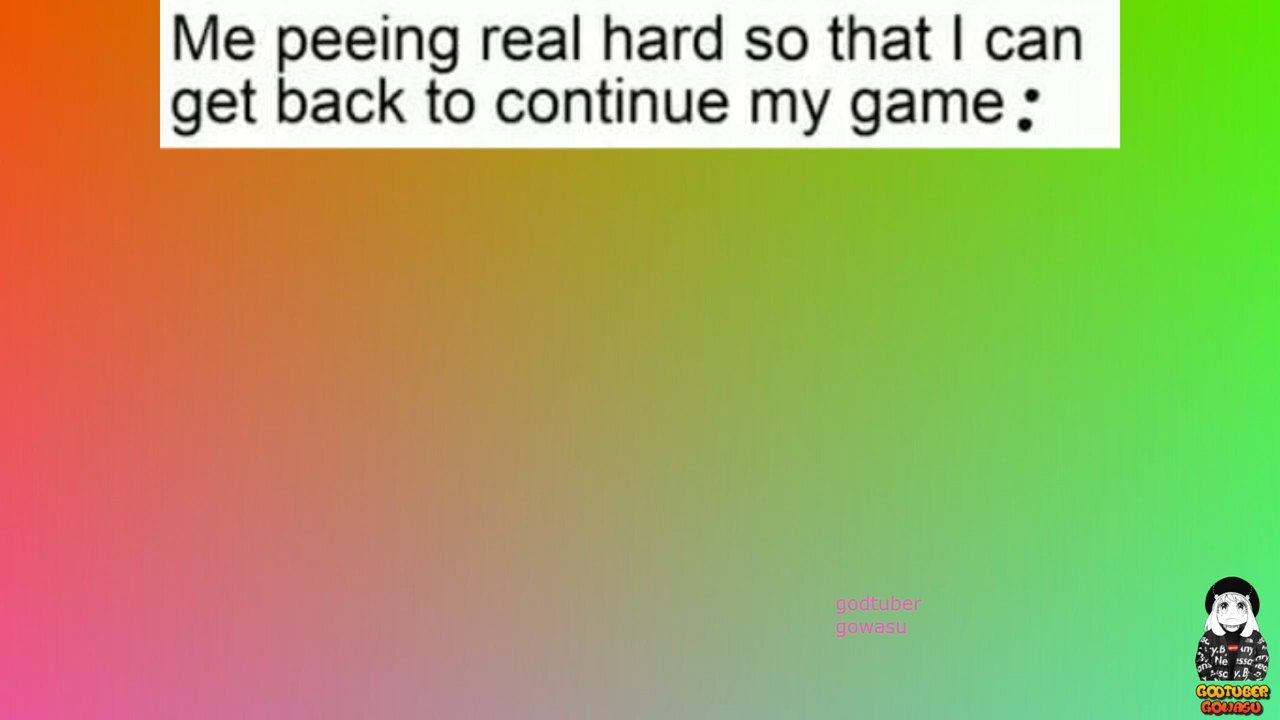 Me peeing real hard so that I can
get back to continue my game:
godtuber
gowasu
GODTUBER
GOWASU